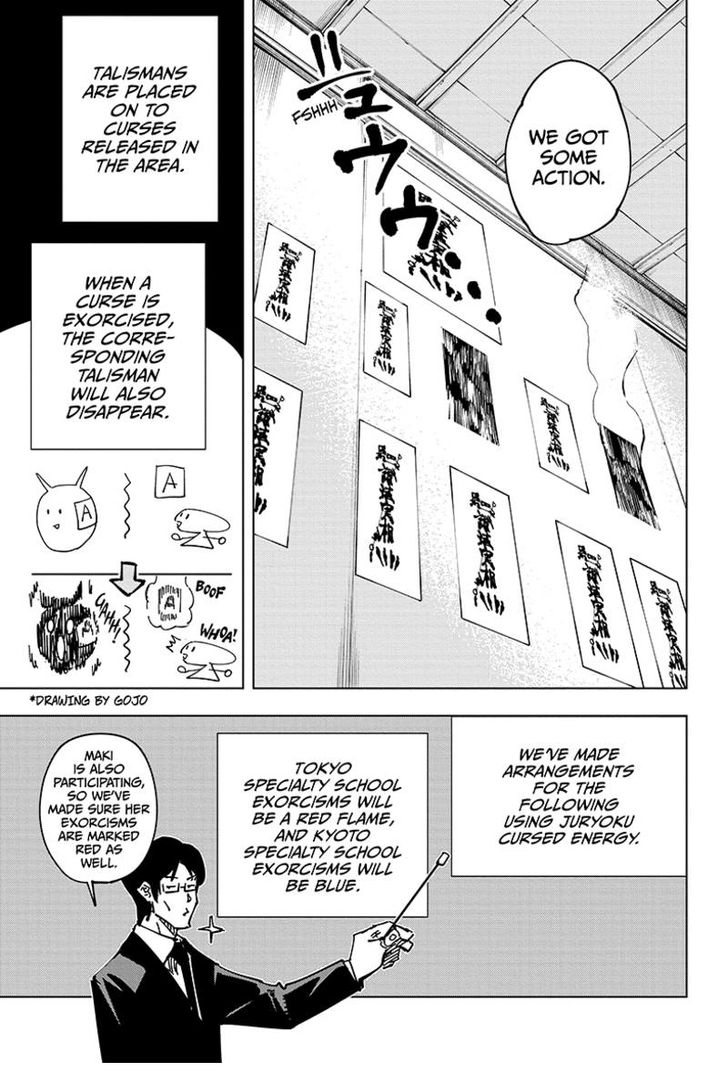 WE GOT
SOME
ACTION.
ジュウウウ...
FSHHH
TALISMANS
ARE PLACED
ON TO
CURSES
RELEASED IN
THE AREA.
WHEN A
CURSE IS
EXORCISED,
THE CORRE-
SPONDING
TALISMAN
WILL ALSO
DISAPPEAR.
A
A
A
GAHH!
BOOF
WHOA!
*DRAWING BY GOJO
WE'VE MADE
ARRANGEMENTS
FOR THE
FOLLOWING
USING JURYOKU
CURSED ENERGY.
TOKYO
SPECIALTY SCHOOL
EXORCISMS WILL
BE A RED FLAME,
AND KYOTO
SPECIALTY SCHOOL
EXORCISMS WILL
BE BLUE.
MAKI
IS ALSO
PARTICIPATING,
SO WE'VE
MADE SURE HER
EXORCISMS
ARE MARKED
RED AS
WELL.